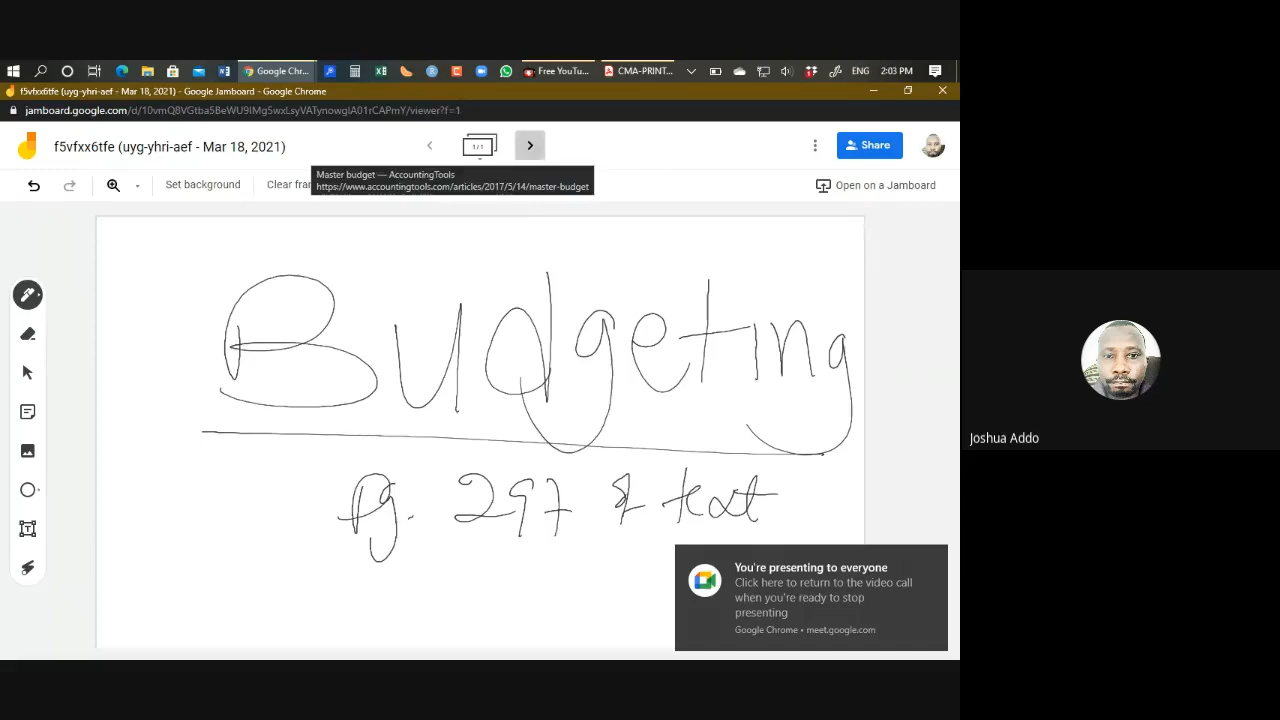 Google Chr...
Free YouTu...
CMA-PRINT...
ENG
2:03 PM
f5vfxx6tfe (uyg-yhri-aef - Mar 18, 2021) - Google Jamboard - Google Chrome
jamboard.google.com/d/10vmQ8VGtba5BeWU9IMg5wxLsyVATynowgIA01rCAPmY/viewer?f=1
f5vfxx6tfe (uyg-yhri-aef - Mar 18, 2021)
1/1
Share
Master budget — AccountingTools
https://www.accountingtools.com/articles/2017/5/14/master-budget
Set background
Clear fra
Open on a Jamboard
Budgeting
pg. 297 & text
Joshua Addo
You're presenting to everyone
Click here to return to the video call
when you're ready to stop
presenting
Google Chrome • meet.google.com